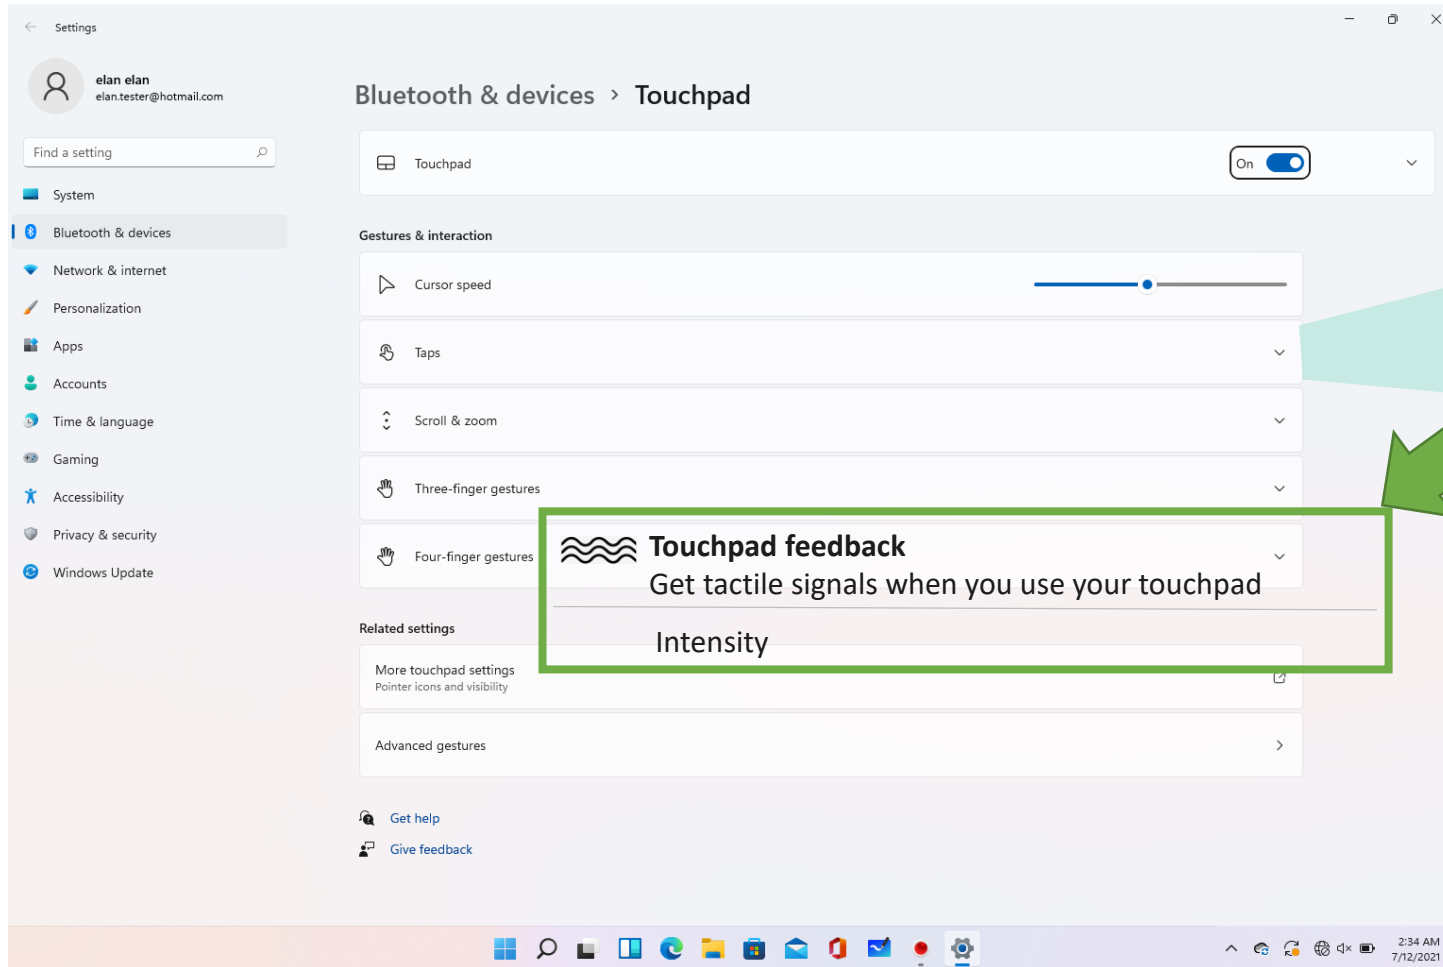 Settings
elan elan
elan.tester@hotmail.com
Find a setting
System
Bluetooth & devices
Network & internet
Personalization
Apps
Accounts
Time & language
Gaming
Accessibility
Privacy & security
Windows Update
Bluetooth & devices > Touchpad
Touchpad
On
Gestures & interaction
Cursor speed
Taps
Scroll & zoom
Three-finger gestures
Four-finger gestures
Touchpad feedback
Get tactile signals when you use your touchpad
Intensity
Related settings
More touchpad settings
Pointer icons and visibility
Advanced gestures
Get help
Give feedback
2:34 AM
7/12/2021